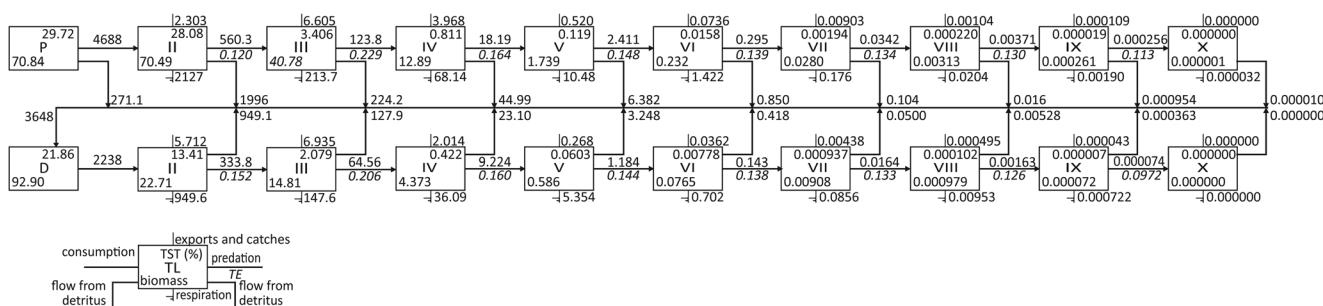 2.303 6.605 3.968 0.520 0.0736 0.00903 0.00104 0.000109 0.000000
29.72 28.08 3.406 0.811 0.119 0.0158 0.00194 0.000220 0.000019 0.000000
P 4688 II 560.3 III 123.8 IV 18.19 V 2.411 VI 0.295 VII 0.0342 VIII 0.00371 IX 0.000256 X
0.120 0.229 0.164 0.148 0.139 0.134 0.130 0.113
70.84 70.49 40.78 12.89 1.739 0.232 0.0280 0.00313 0.000261 0.000001
2127 213.7 68.14 10.48 1.422 0.176 0.0204 0.00190 0.000032
271.1 1996 224.2 44.99 6.382 0.850 0.104 0.016 0.000954 0.000010
3648 949.1 127.9 23.10 3.248 0.418 0.0500 0.00528 0.000363 0.000000
5.712 6.935 2.014 0.268 0.0362 0.00438 0.000495 0.000043 0.000000
21.86 13.41 2.079 0.422 0.0603 0.00778 0.000937 0.000102 0.000007 0.000000
D 2238 II 333.8 III 64.56 IV 9.224 V 1.184 VI 0.143 VII 0.0164 VIII 0.00163 IX 0.000074 X
0.152 0.206 0.160 0.144 0.138 0.133 0.126 0.0972
92.90 22.71 14.81 4.373 0.586 0.0765 0.00908 0.000979 0.000072 0.000000
949.6 147.6 36.09 5.354 0.702 0.0856 0.00953 0.000722 0.000000
exports and catches
consumption TST (%) predation
TL
TE
biomass
flow from detritus respiration flow from detritus